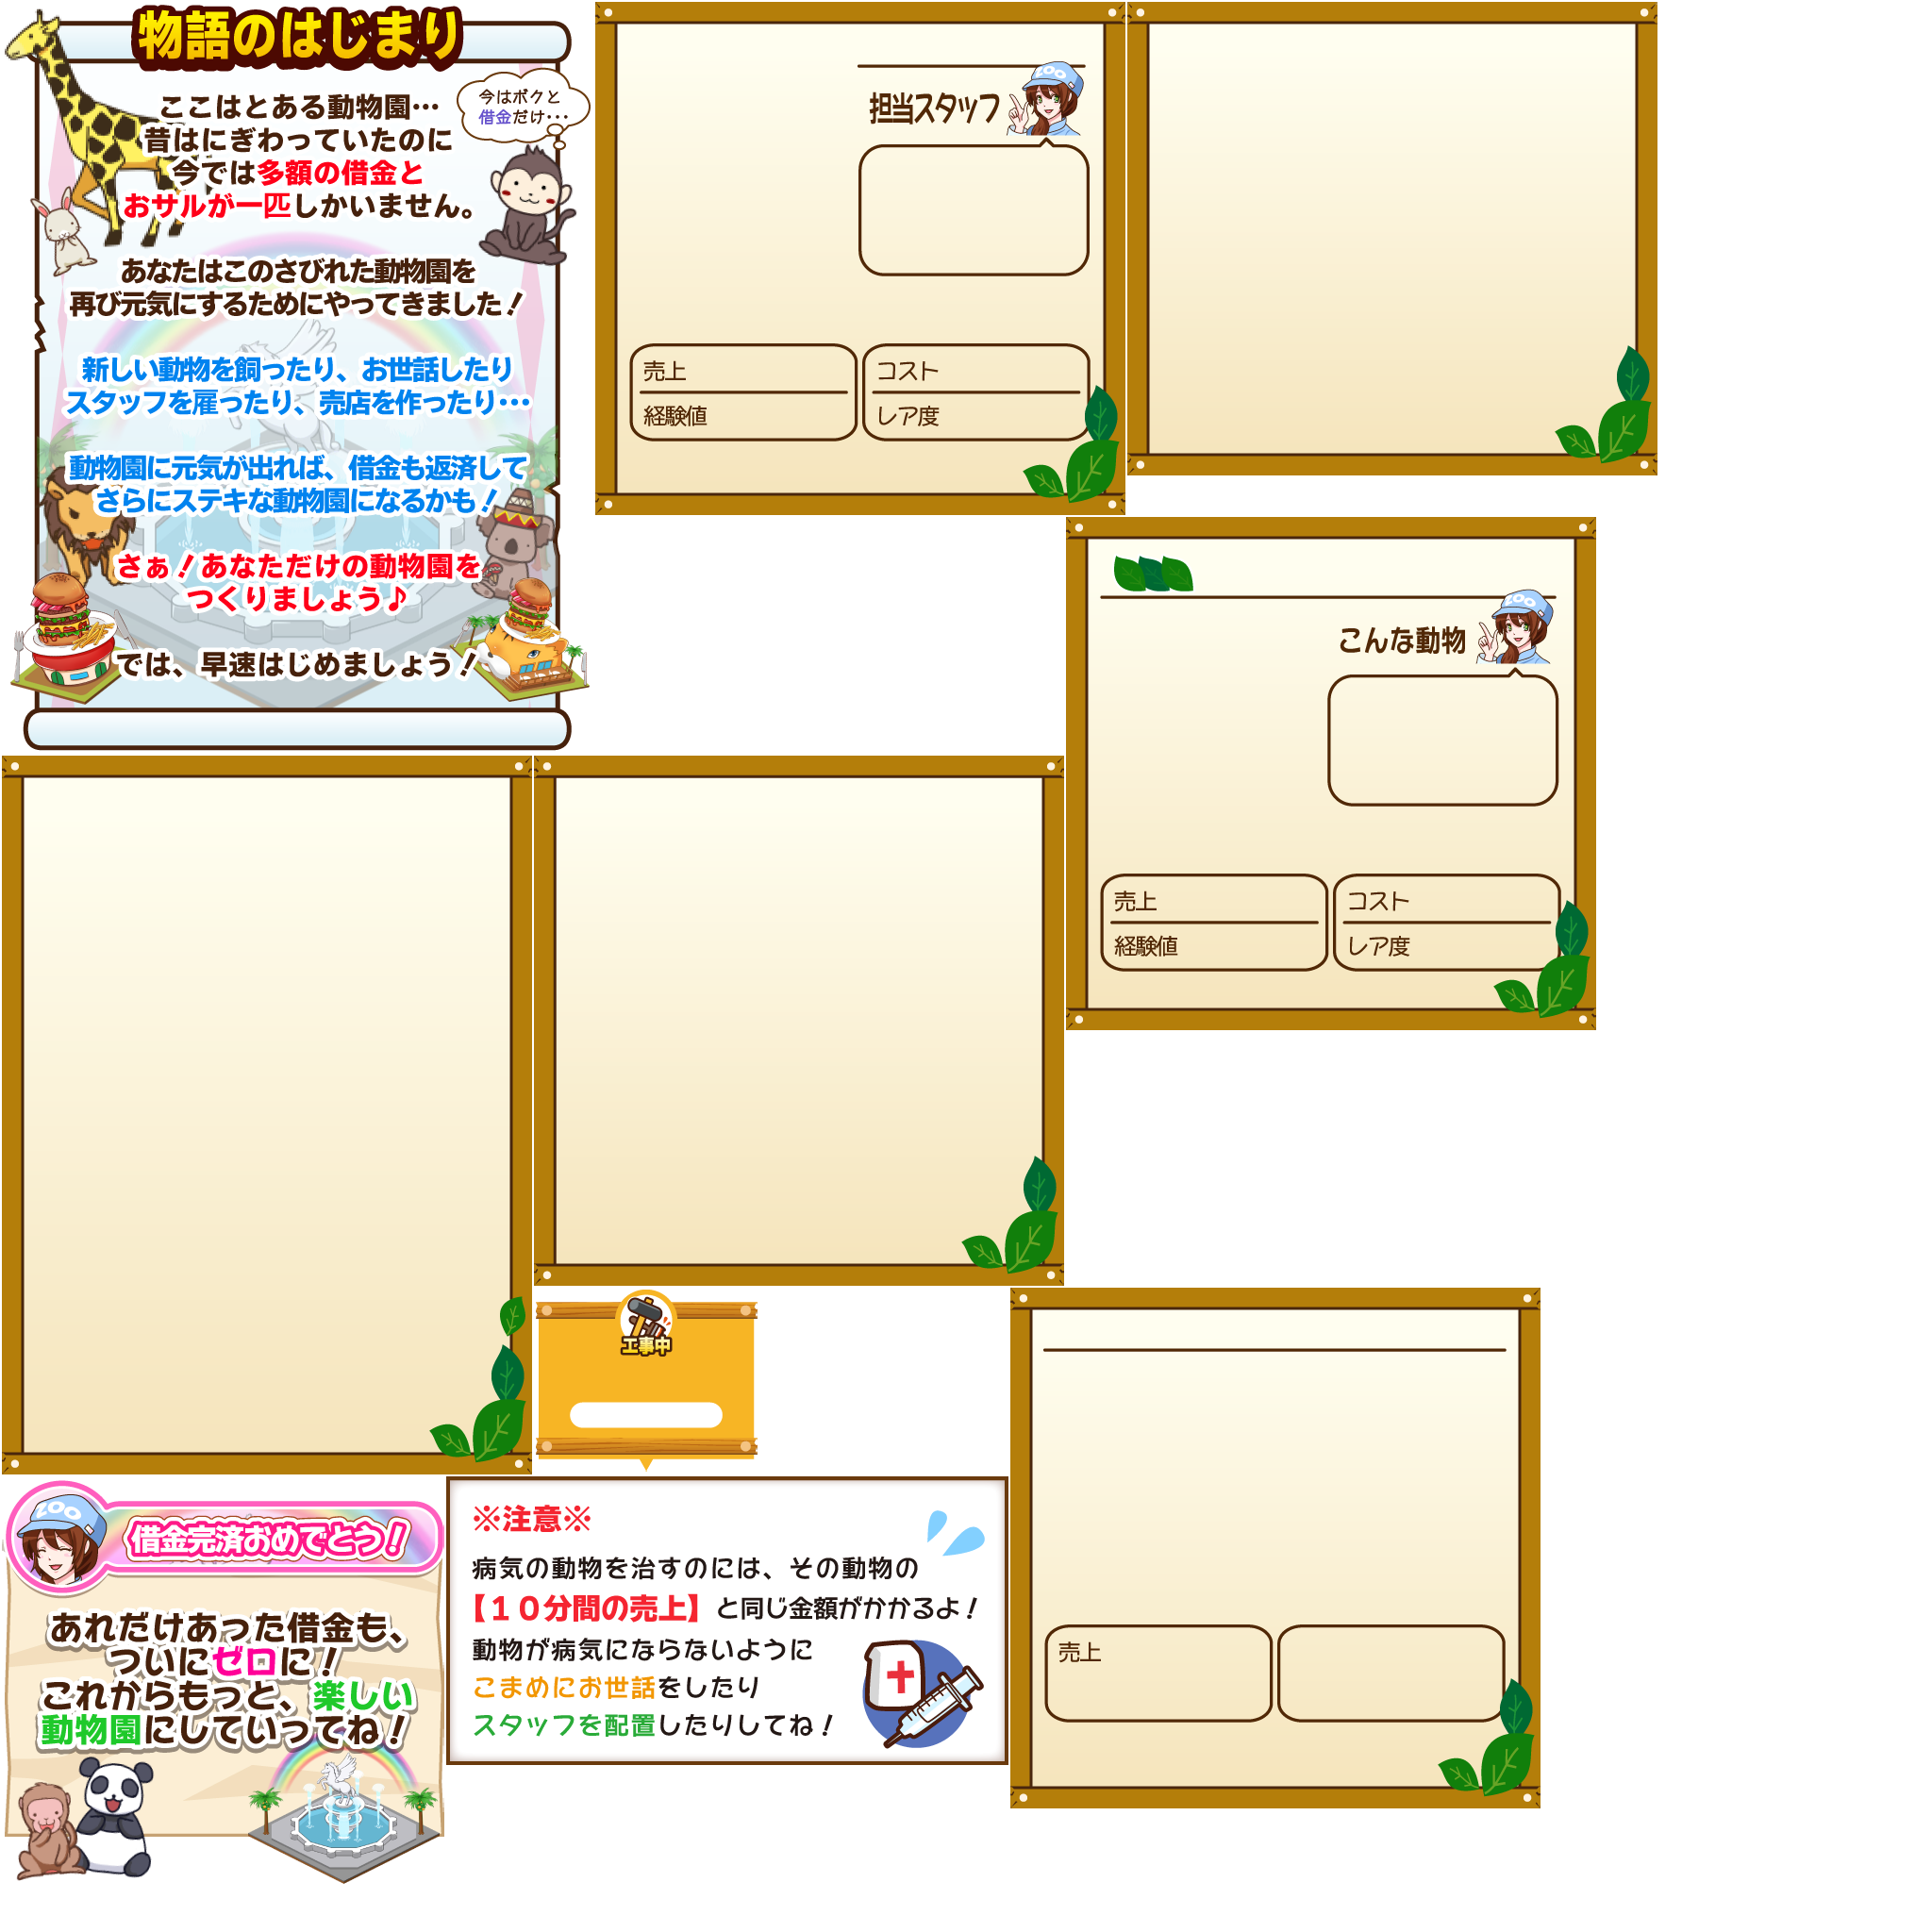 物語のはじまり
今はボクと
借金だけ･･･
ここはとある動物園…
昔はにぎわっていたのに
今では多額の借金と
おサルが一匹しかいません。
あなたはこのさびれた動物園を
再び元気にするためにやってきました！
新しい動物を飼ったり、お世話したり
スタッフを雇ったり、売店を作ったり…
動物園に元気が出れば、借金も返済して
さらにステキな動物園になるかも！
さぁ！あなただけの動物園を
つくりましょう♪
では、早速はじめましょう！
ZOO
担当スタッフ
売上
コスト
経験値
レア度
ZOO
こんな動物
売上
コスト
経験値
レア度
工事中
売上
ZOO
借金完済おめでとう！
あれだけあった借金も、
ついにゼロに！
これからもっと、楽しい
動物園にしていってね！
※注意※
病気の動物を治すのには、その動物の
【１０分間の売上】と同じ金額がかかるよ！
動物が病気にならないように
こまめにお世話をしたり
スタッフを配置したりしてね！